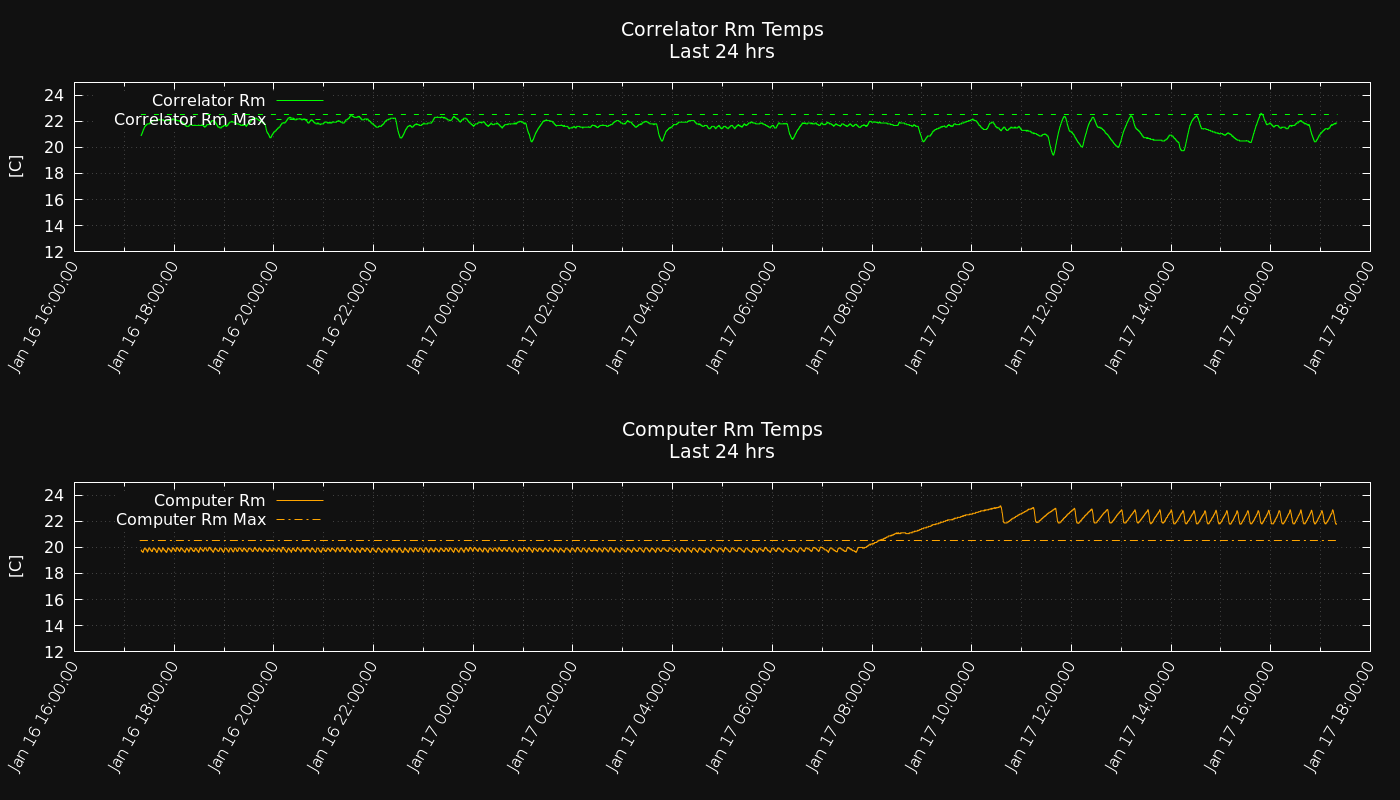 Correlator Rm Temps
Last 24 hrs
24
22
20
18
16
14
12
[C]
Correlator Rm
Correlator Rm Max
Jan 16 16:00:00
Jan 16 18:00:00
Jan 16 20:00:00
Jan 16 22:00:00
Jan 17 00:00:00
Jan 17 02:00:00
Jan 17 04:00:00
Jan 17 06:00:00
Jan 17 08:00:00
Jan 17 10:00:00
Jan 17 12:00:00
Jan 17 14:00:00
Jan 17 16:00:00
Jan 17 18:00:00
Computer Rm Temps
Last 24 hrs
24
22
20
18
16
14
12
[C]
Computer Rm
Computer Rm Max
Jan 16 16:00:00
Jan 16 18:00:00
Jan 16 20:00:00
Jan 16 22:00:00
Jan 17 00:00:00
Jan 17 02:00:00
Jan 17 04:00:00
Jan 17 06:00:00
Jan 17 08:00:00
Jan 17 10:00:00
Jan 17 12:00:00
Jan 17 14:00:00
Jan 17 16:00:00
Jan 17 18:00:00